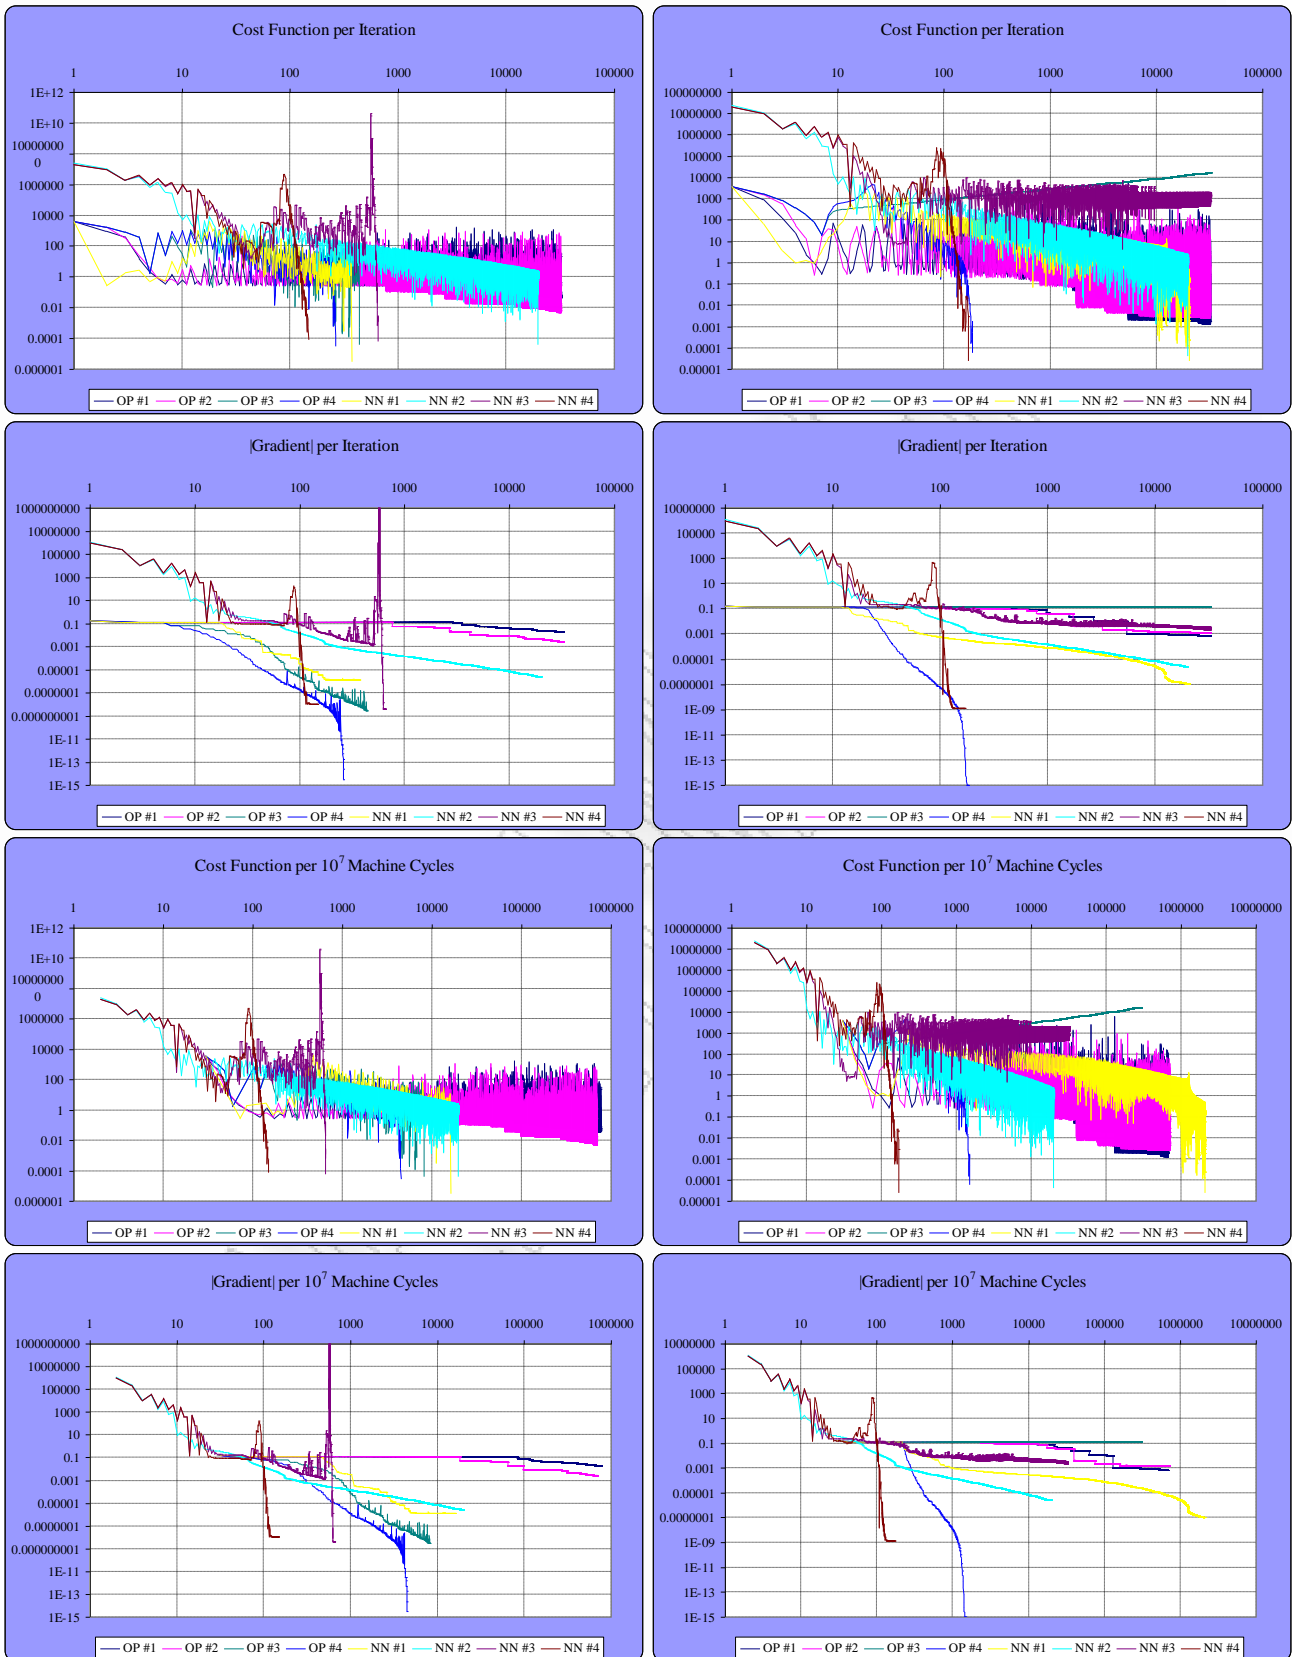 Cost Function per Iteration
1 10 100 1000 10000 100000
1E+12
1E+10
10000000
0
1000000
10000
100
1
0.01
0.0001
0.000001
OP #1 OP #2 OP #3 OP #4 NN #1 NN #2 NN #3 NN #4
Cost Function per Iteration
1 10 100 1000 10000 100000
100000000
1000000
100000
10000
1000
100
10
1
0.1
0.01
0.001
0.0001
0.00001
OP #1 OP #2 OP #3 OP #4 NN #1 NN #2 NN #3 NN #4
|Gradient| per Iteration
1 10 100 1000 10000 100000
1000000000
10000000
100000
1000
10
0.1
0.001
0.00001
0.0000001
0.000000001
1E-11
1E-13
1E-15
OP #1 OP #2 OP #3 OP #4 NN #1 NN #2 NN #3 NN #4
|Gradient| per Iteration
1 10 100 1000 10000 100000
10000000
100000
1000
10
0.1
0.001
0.00001
0.0000001
1E-09
1E-11
1E-13
1E-15
OP #1 OP #2 OP #3 OP #4 NN #1 NN #2 NN #3 NN #4
Cost Function per 10⁷ Machine Cycles
1 10 100 1000 10000 100000 1000000
1E+12
1E+10
10000000
0
1000000
10000
100
1
0.01
0.0001
0.000001
OP #1 OP #2 OP #3 OP #4 NN #1 NN #2 NN #3 NN #4
Cost Function per 10⁷ Machine Cycles
1 10 100 1000 10000 100000 1000000 10000000
100000000
10000000
1000000
100000
10000
1000
100
10
1
0.1
0.01
0.001
0.0001
0.00001
OP #1 OP #2 OP #3 OP #4 NN #1 NN #2 NN #3 NN #4
|Gradient| per 10⁷ Machine Cycles
1 10 100 1000 10000 100000 1000000
1000000000
10000000
100000
1000
10
0.1
0.001
0.00001
0.0000001
0.000000001
1E-11
1E-13
1E-15
OP #1 OP #2 OP #3 OP #4 NN #1 NN #2 NN #3 NN #4
|Gradient| per 10⁷ Machine Cycles
1 10 100 1000 10000 100000 1000000 10000000
10000000
100000
1000
10
0.1
0.001
0.00001
0.0000001
1E-09
1E-11
1E-13
1E-15
OP #1 OP #2 OP #3 OP #4 NN #1 NN #2 NN #3 NN #4